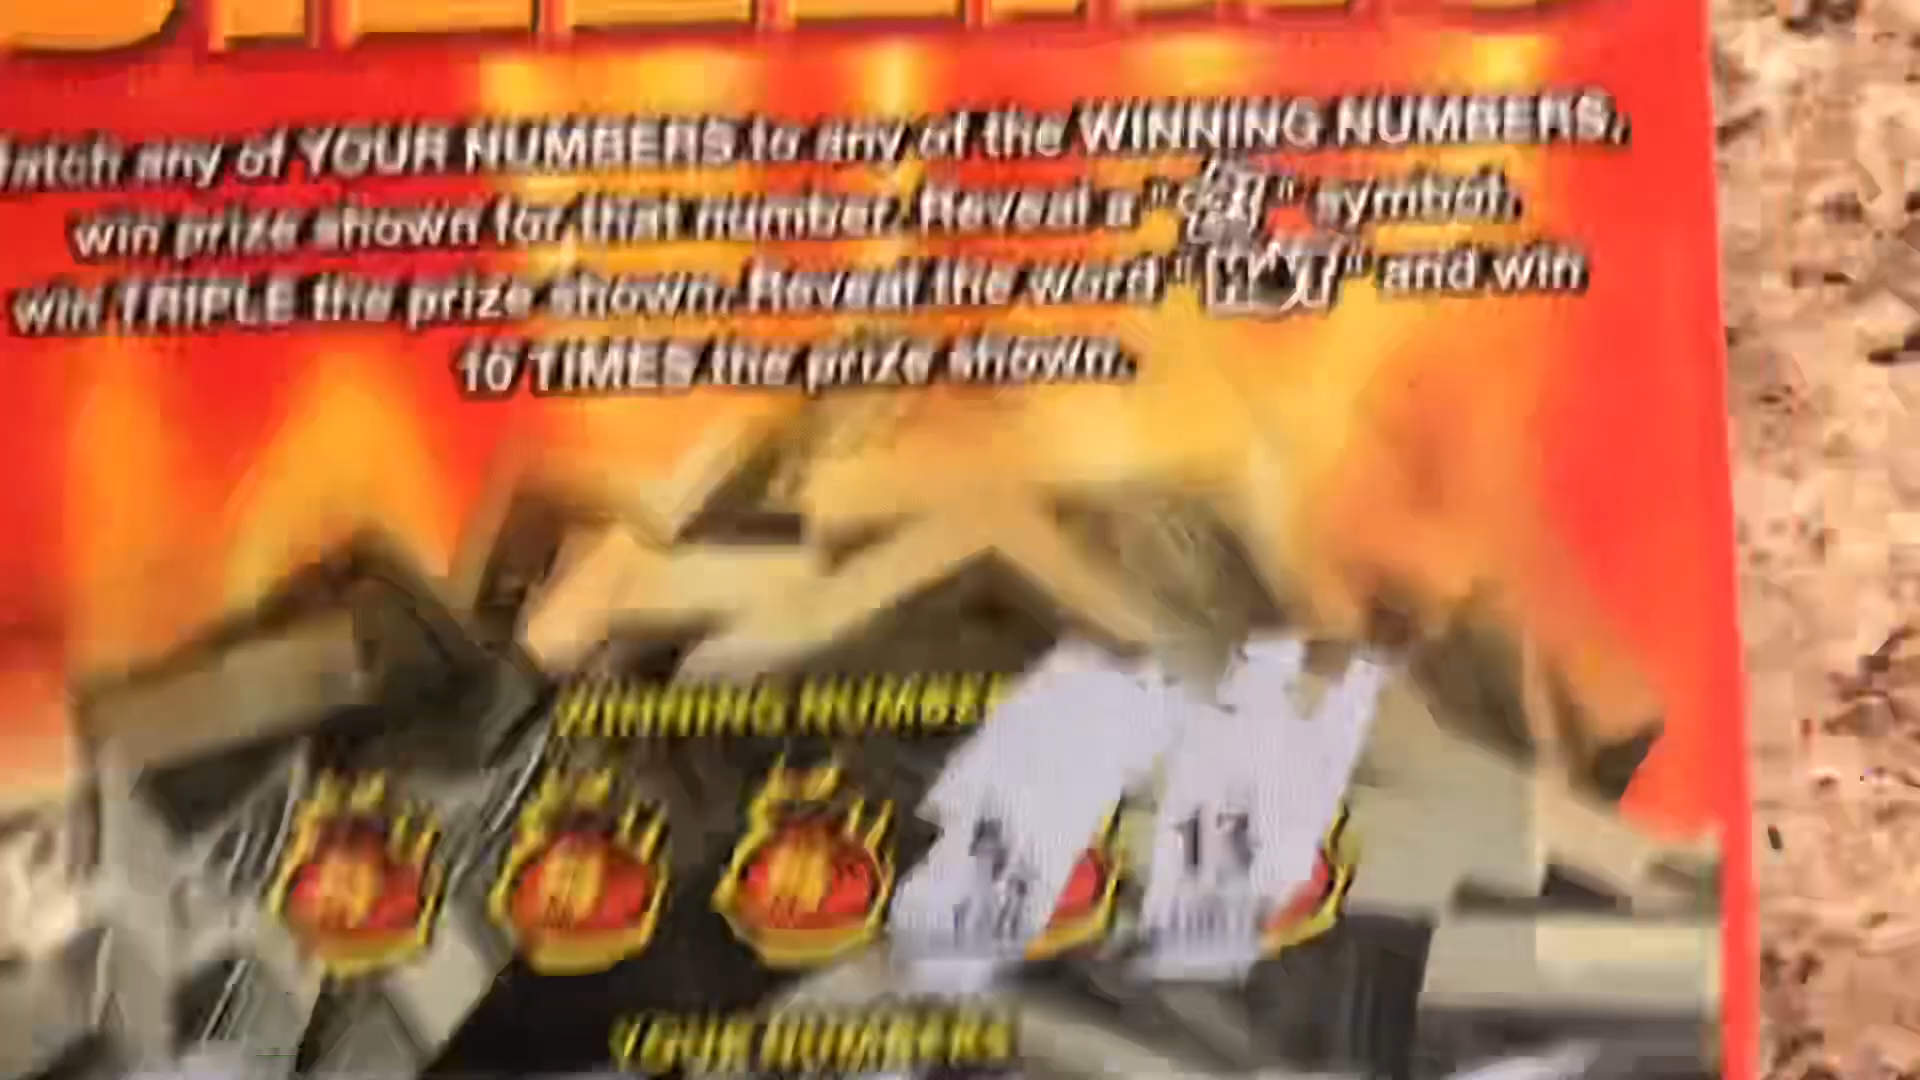 Match any of YOUR NUMBERS to any of the WINNING NUMBERS,
win prize shown for that number. Reveal a " " symbol,
win TRIPLE the prize shown. Reveal the word "HOT" and win
10 TIMES the prize shown.
WINNING NUMBE
13
YOUR NUMBERS